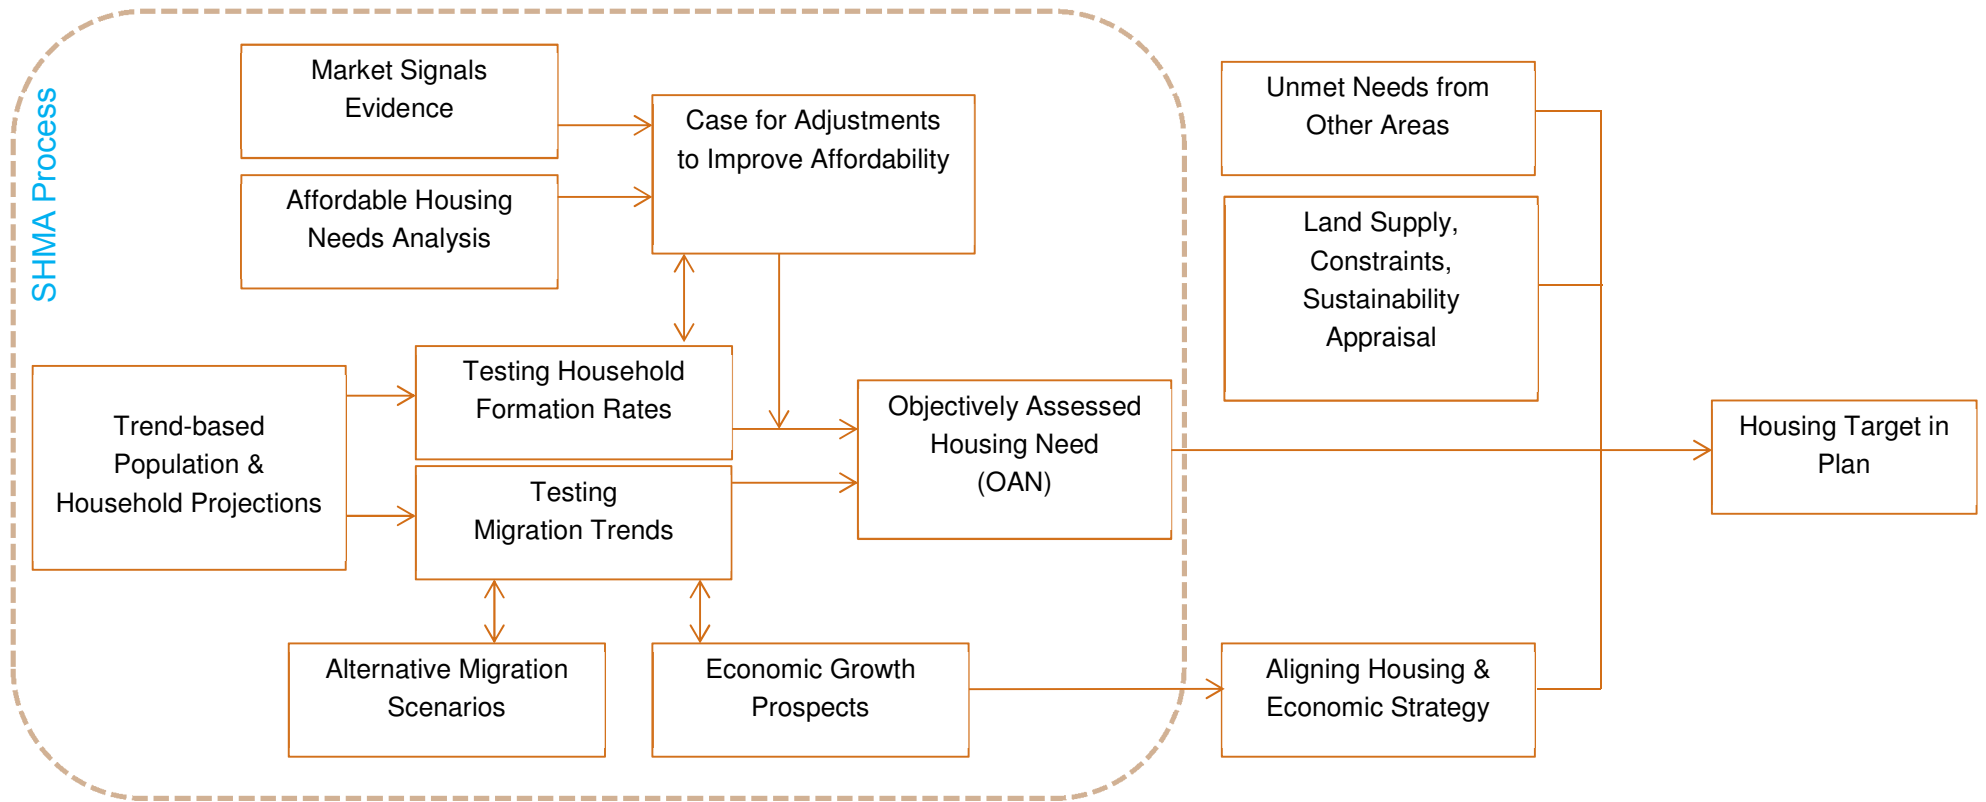 SHMA Process
Market Signals
Evidence
Affordable Housing
Needs Analysis
Case for Adjustments
to Improve Affordability
Trend-based
Population &
Household Projections
Testing Household
Formation Rates
Testing
Migration Trends
Alternative Migration
Scenarios
Economic Growth
Prospects
Objectively Assessed
Housing Need
(OAN)
Unmet Needs from
Other Areas
Land Supply,
Constraints,
Sustainability
Appraisal
Aligning Housing &
Economic Strategy
Housing Target in
Plan